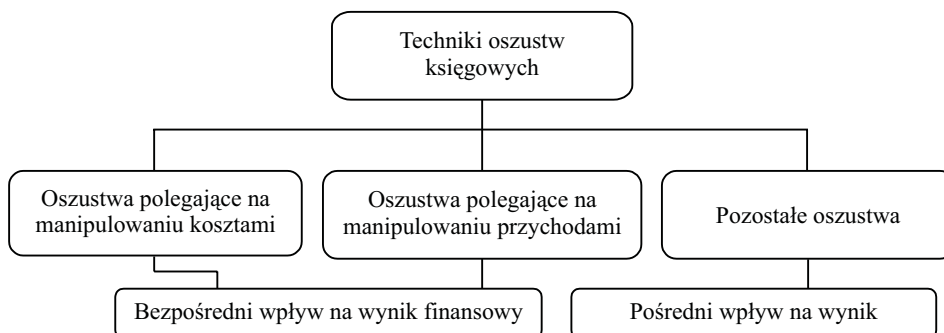 Techniki oszustw
księgowych
Oszustwa polegające na
manipulowaniu kosztami
Oszustwa polegające na
manipulowaniu przychodami
Pozostałe oszustwa
Bezpośredni wpływ na wynik finansowy
Pośredni wpływ na wynik